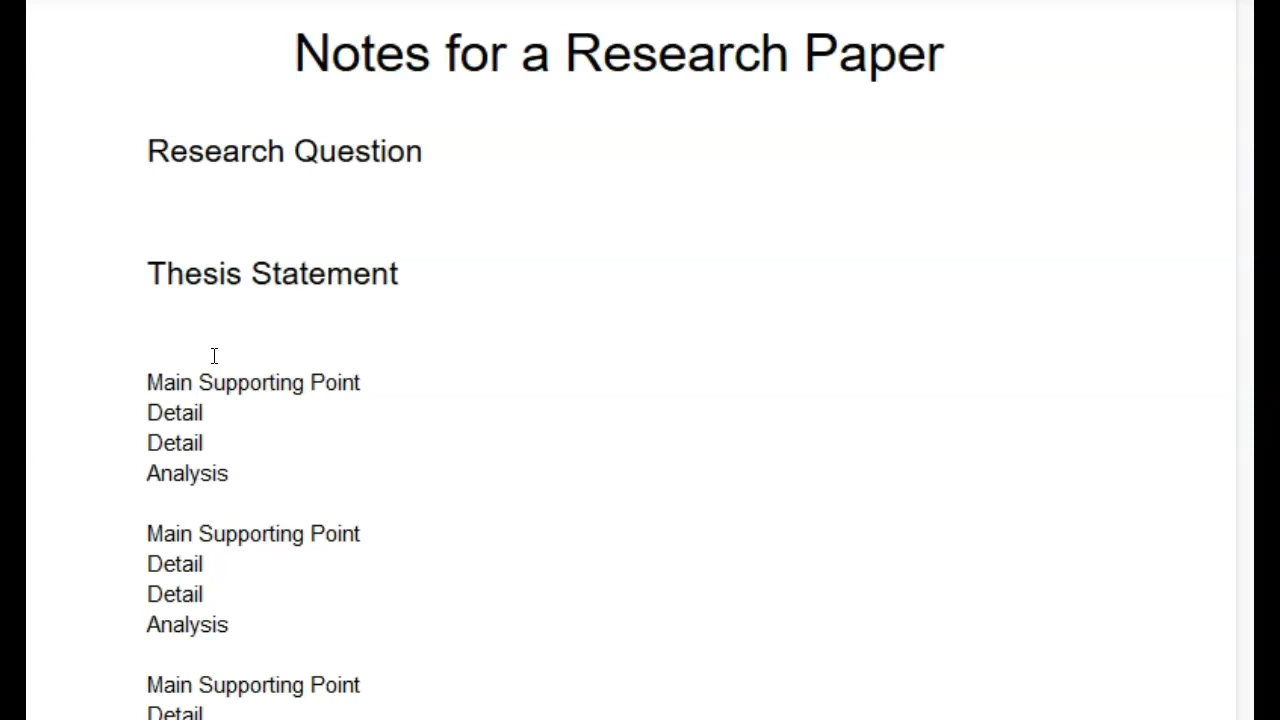 Notes for a Research Paper
Research Question
Thesis Statement
Main Supporting Point
Detail
Detail
Analysis
Main Supporting Point
Detail
Detail
Analysis
Main Supporting Point
Detail